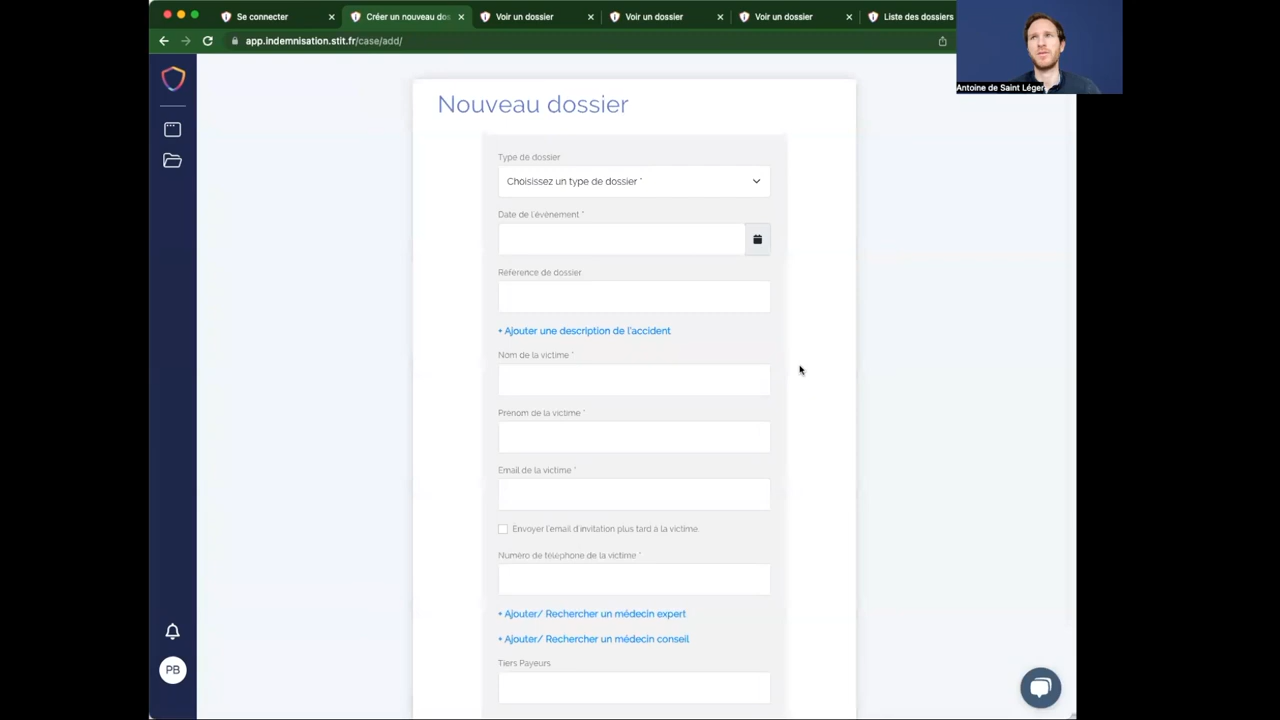 Se connecter
Créer un nouveau dos
Voir un dossier
Voir un dossier
Voir un dossier
Liste des dossiers
app.indemnisation.stit.fr/case/add/
Antoine de Saint Léger
Nouveau dossier
Type de dossier
Choisissez un type de dossier *
Date de l'événement *
Référence de dossier
+ Ajouter une description de l'accident
Nom de la victime *
Prénom de la victime *
Email de la victime *
Envoyer l'email d'invitation plus tard à la victime.
Numéro de téléphone de la victime *
+ Ajouter/ Rechercher un médecin expert
+ Ajouter/ Rechercher un médecin conseil
Tiers Payeurs
PB